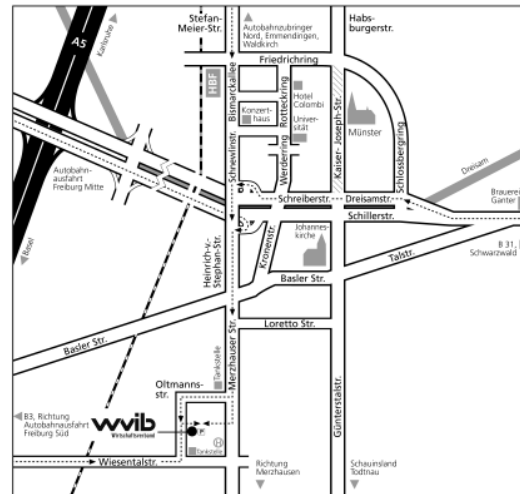 Stefan-
Meier-Str.
Autobahnzubringer
Nord, Emmendingen,
Waldkirch
Habs-
burgerstr.
A5
Karlsruhe
Friedrichring
HBF
Bismarckallee
Rotteckring
Hotel
Colombi
Konzert-
haus
Univer-
sität
Kaiser- Joseph-Str.
Münster
Schlossbergring
Schnewlinstr.
Werderring
Autobahn-
ausfahrt
Freiburg Mitte
Dreisam
Schreiberstr.
Dreisamstr.
Brauerei
Ganter
Schillerstr.
Basel
Heinrich-v.-
Stephan-Str.
Kronenstr.
Johannes-
kirche
Talstr.
B 31,
Schwarzwald
Basler Str.
Basler Str.
Loretto Str.
Merzhauser Str.
Tankstelle
Oltmanns-
str.
Günterstalstr.
B3, Richtung
Autobahnausfahrt
Freiburg Süd
wvib
Wirtschaftsverband
P
H
Tankstelle
Wiesentalstr.
Richtung
Merzhausen
Schauinsland
Todtnau